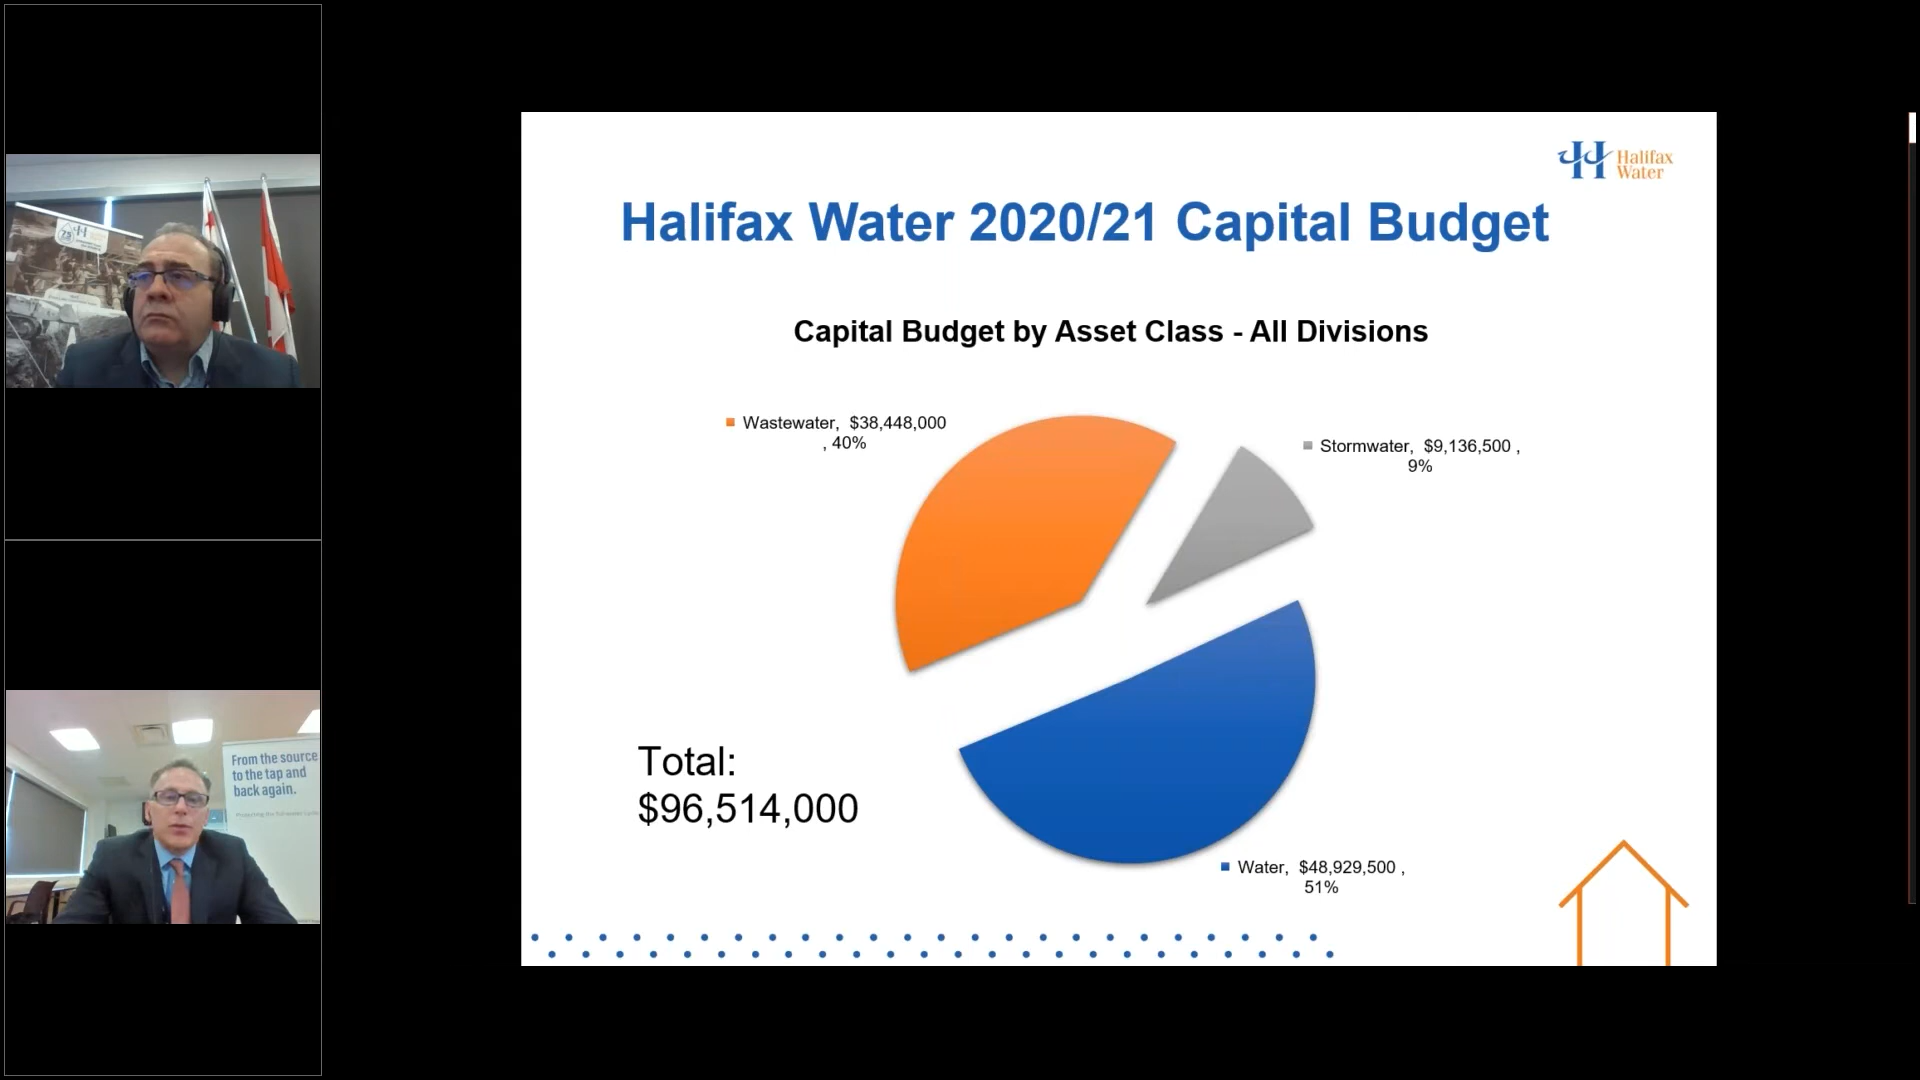 Halifax
Water
Halifax Water 2020/21 Capital Budget
Capital Budget by Asset Class - All Divisions
Wastewater, $38,448,000
, 40%
Stormwater, $9,136,500 ,
9%
Total:
$96,514,000
Water, $48,929,500 ,
51%
75
From the source
to the tap and
back again.